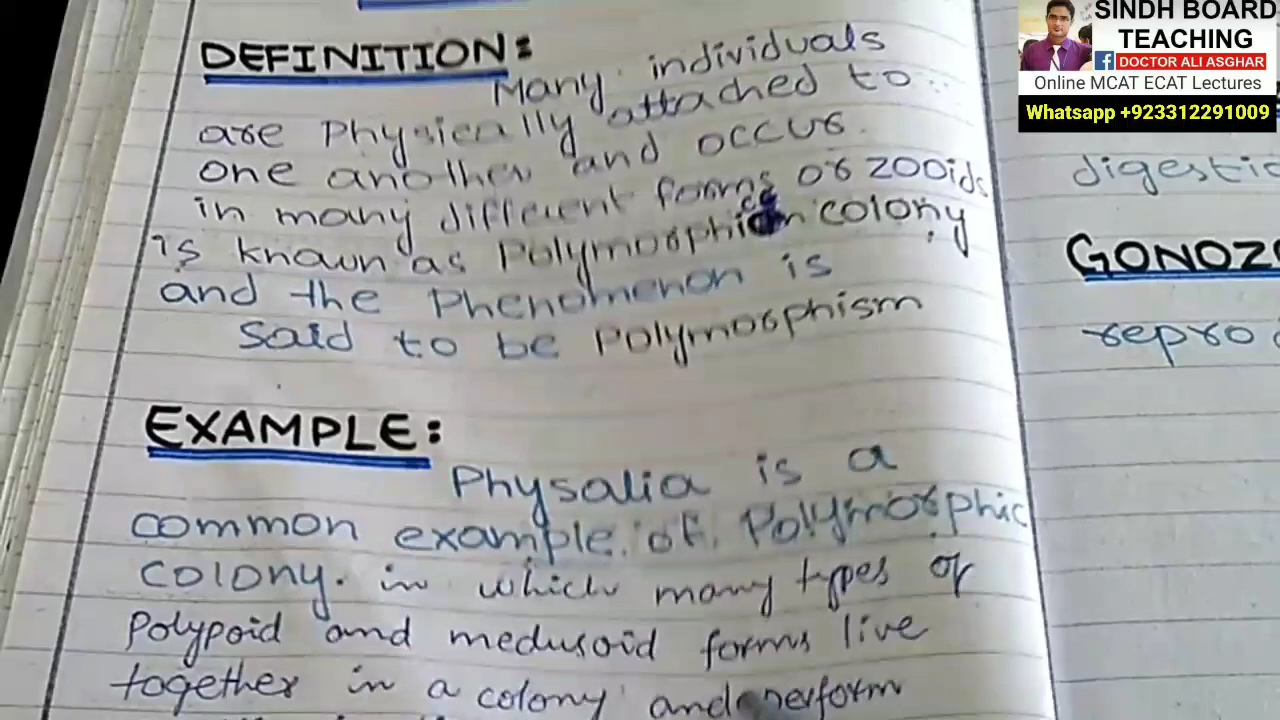 DEFINITION:
Many individuals
are Physically attached to
one another and occur
in many different forms or zooids
is known as Polymorphic colony
and the Phenomenon is
said to be Polymorphism
EXAMPLE:
Physalia is a
common example of Polymorphic
colony. in which many types of
Polypoid and medusoid forms live
together in a colony and perform
GONOZ
repro
SINDH BOARD
TEACHING
f DOCTOR ALI ASGHAR
Online MCAT ECAT Lectures
Whatsapp +923312291009